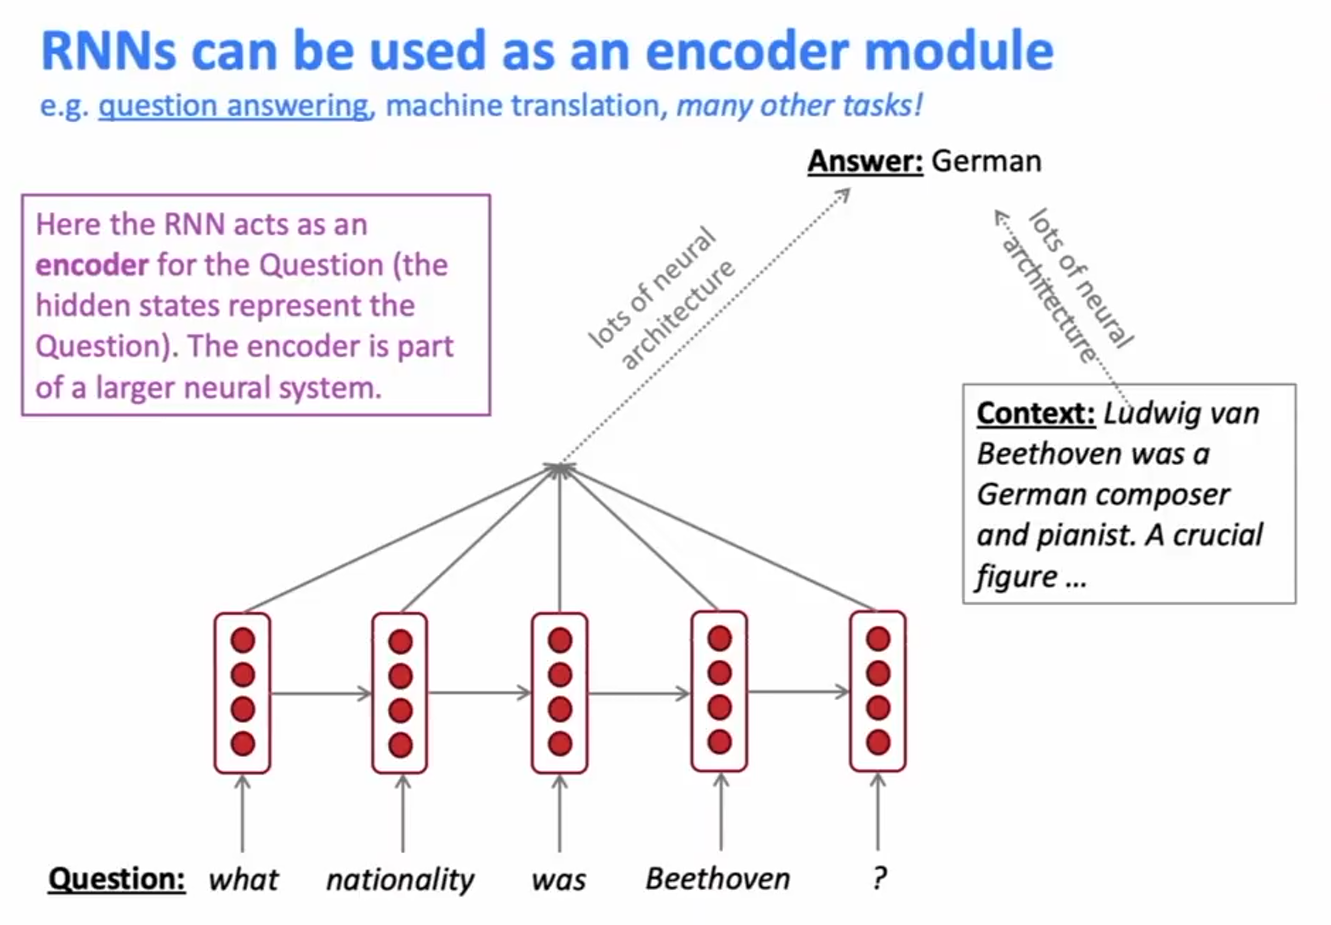 RNNs can be used as an encoder module
e.g. question answering, machine translation, many other tasks!
Answer: German
Here the RNN acts as an
encoder for the Question (the
hidden states represent the
Question). The encoder is part
of a larger neural system.
lots of neural
architecture
lots of neural
architecture
Context: Ludwig van
Beethoven was a
German composer
and pianist. A crucial
figure ...
Question: what nationality was Beethoven ?